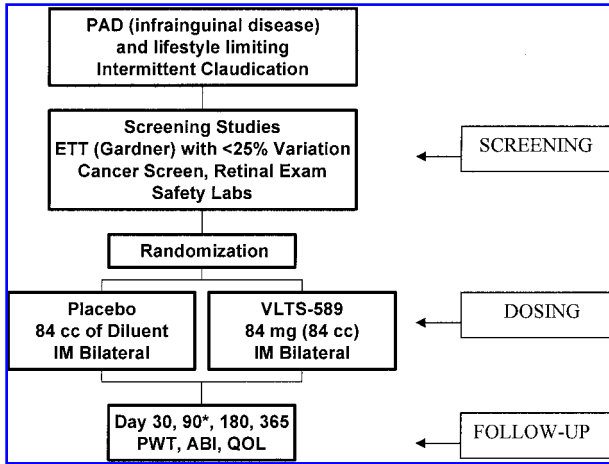 PAD (infrainguinal disease)
and lifestyle limiting
Intermittent Claudication
Screening Studies
ETT (Gardner) with <25% Variation
Cancer Screen, Retinal Exam
Safety Labs
SCREENING
Randomization
Placebo
84 cc of Diluent
IM Bilateral
VLTS-589
84 mg (84 cc)
IM Bilateral
DOSING
Day 30, 90*, 180, 365
PWT, ABI, QOL
FOLLOW-UP